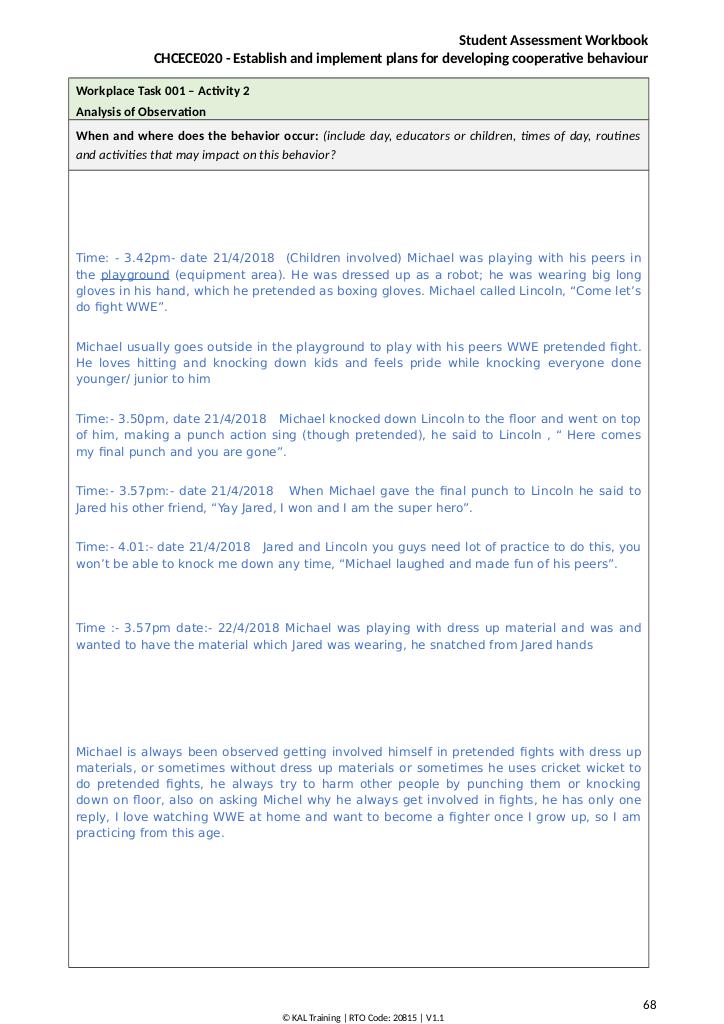 Student Assessment Workbook
CHCECE020 - Establish and implement plans for developing cooperative behaviour
Workplace Task 001 – Activity 2
Analysis of Observation
When and where does the behavior occur: (include day, educators or children, times of day, routines
and activities that may impact on this behavior?
Time: - 3.42pm- date 21/4/2018   (Children involved) Michael was playing with his peers in
the playground (equipment area). He was dressed up as a robot; he was wearing big long
gloves in his hand, which he pretended as boxing gloves. Michael called Lincoln, “Come let’s
do fight WWE”.
Michael usually goes outside in the playground to play with his peers WWE pretended fight.
He loves hitting and knocking down kids and feels pride while knocking everyone done
younger/ junior to him
Time:- 3.50pm, date 21/4/2018   Michael knocked down Lincoln to the floor and went on top
of him, making a punch action sing (though pretended), he said to Lincoln , “ Here comes
my final punch and you are gone”.
Time:- 3.57pm:- date 21/4/2018    When Michael gave the final punch to Lincoln he said to
Jared his other friend, “Yay Jared, I won and I am the super hero”.
Time:- 4.01:- date 21/4/2018   Jared and Lincoln you guys need lot of practice to do this, you
won’t be able to knock me down any time, “Michael laughed and made fun of his peers”.
Time :- 3.57pm date:- 22/4/2018 Michael was playing with dress up material and was and
wanted to have the material which Jared was wearing, he snatched from Jared hands
Michael is always been observed getting involved himself in pretended fights with dress up
materials, or sometimes without dress up materials or sometimes he uses cricket wicket to
do pretended fights, he always try to harm other people by punching them or knocking
down on floor, also on asking Michel why he always get involved in fights, he has only one
reply, I love watching WWE at home and want to become a fighter once I grow up, so I am
practicing from this age.
68
© KAL Training | RTO Code: 20815 | V1.1